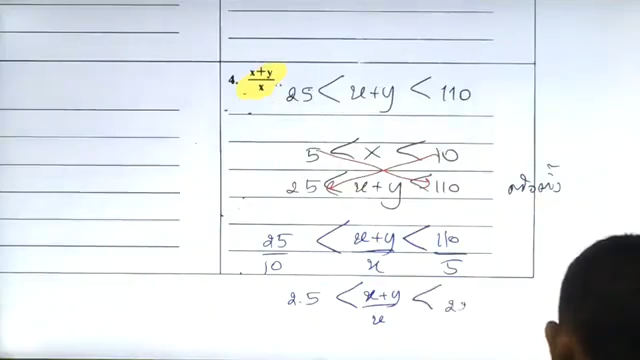 4. x+y/x 25 < x+y < 110
5 < x < 10
25 < x+y < 110
25/10 < x+y/x < 110/5
2.5 < x+y/x < 22